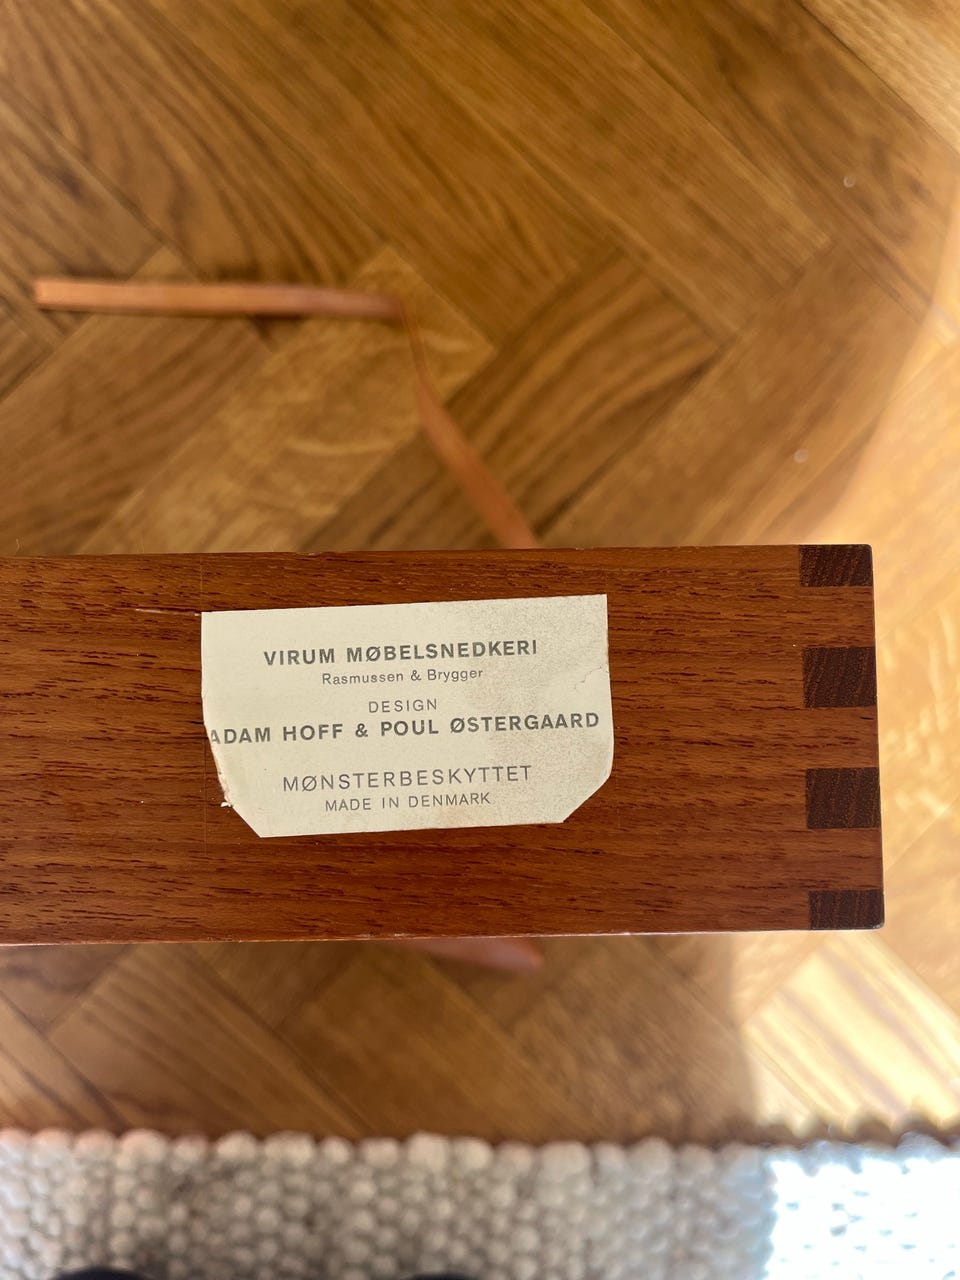 VIRUM MØBELSNEDKERI
Rasmussen & Brygger
DESIGN
ADAM HOFF & POUL ØSTERGAARD
MØNSTERBESKYTTET
MADE IN DENMARK